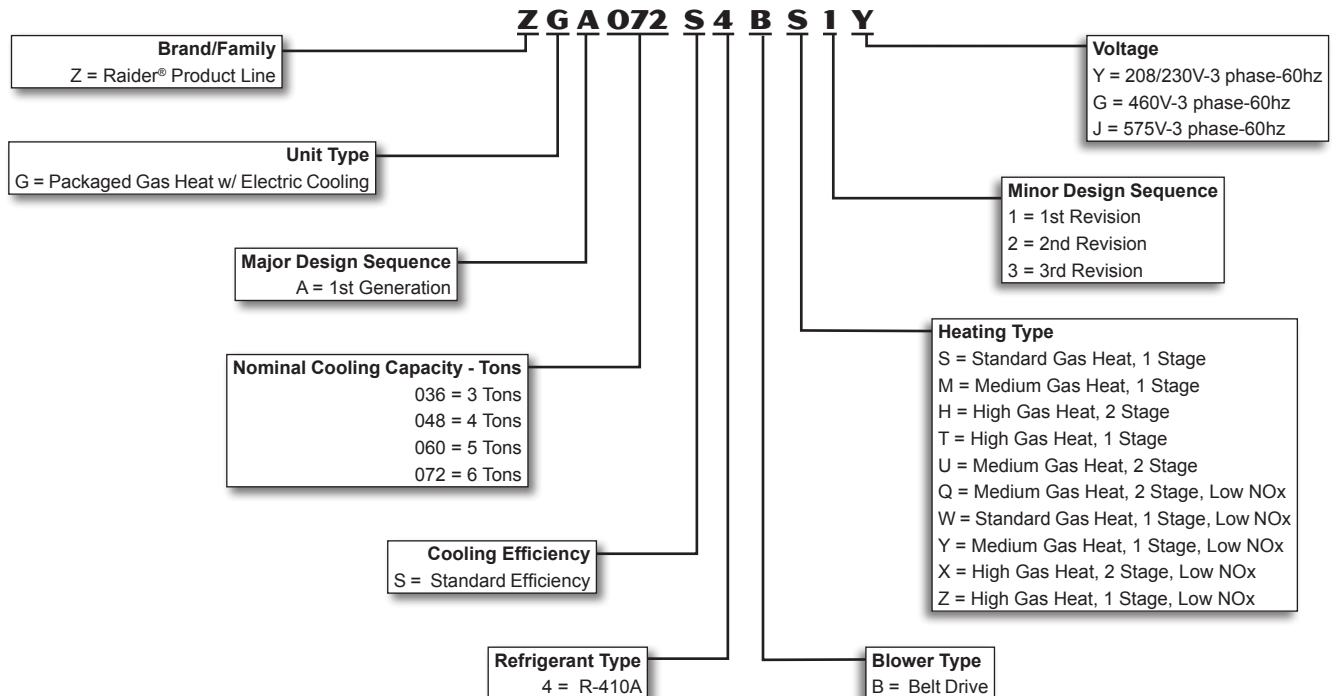 Z G A 072 S 4 B S 1 Y
Brand/Family
Z = Raider® Product Line
Unit Type
G = Packaged Gas Heat w/ Electric Cooling
Major Design Sequence
A = 1st Generation
Nominal Cooling Capacity - Tons
036 = 3 Tons
048 = 4 Tons
060 = 5 Tons
072 = 6 Tons
Cooling Efficiency
S = Standard Efficiency
Refrigerant Type
4 = R-410A
Voltage
Y = 208/230V-3 phase-60hz
G = 460V-3 phase-60hz
J = 575V-3 phase-60hz
Minor Design Sequence
1 = 1st Revision
2 = 2nd Revision
3 = 3rd Revision
Heating Type
S = Standard Gas Heat, 1 Stage
M = Medium Gas Heat, 1 Stage
H = High Gas Heat, 2 Stage
T = High Gas Heat, 1 Stage
U = Medium Gas Heat, 2 Stage
Q = Medium Gas Heat, 2 Stage, Low NOx
W = Standard Gas Heat, 1 Stage, Low NOx
Y = Medium Gas Heat, 1 Stage, Low NOx
X = High Gas Heat, 2 Stage, Low NOx
Z = High Gas Heat, 1 Stage, Low NOx
Blower Type
B = Belt Drive